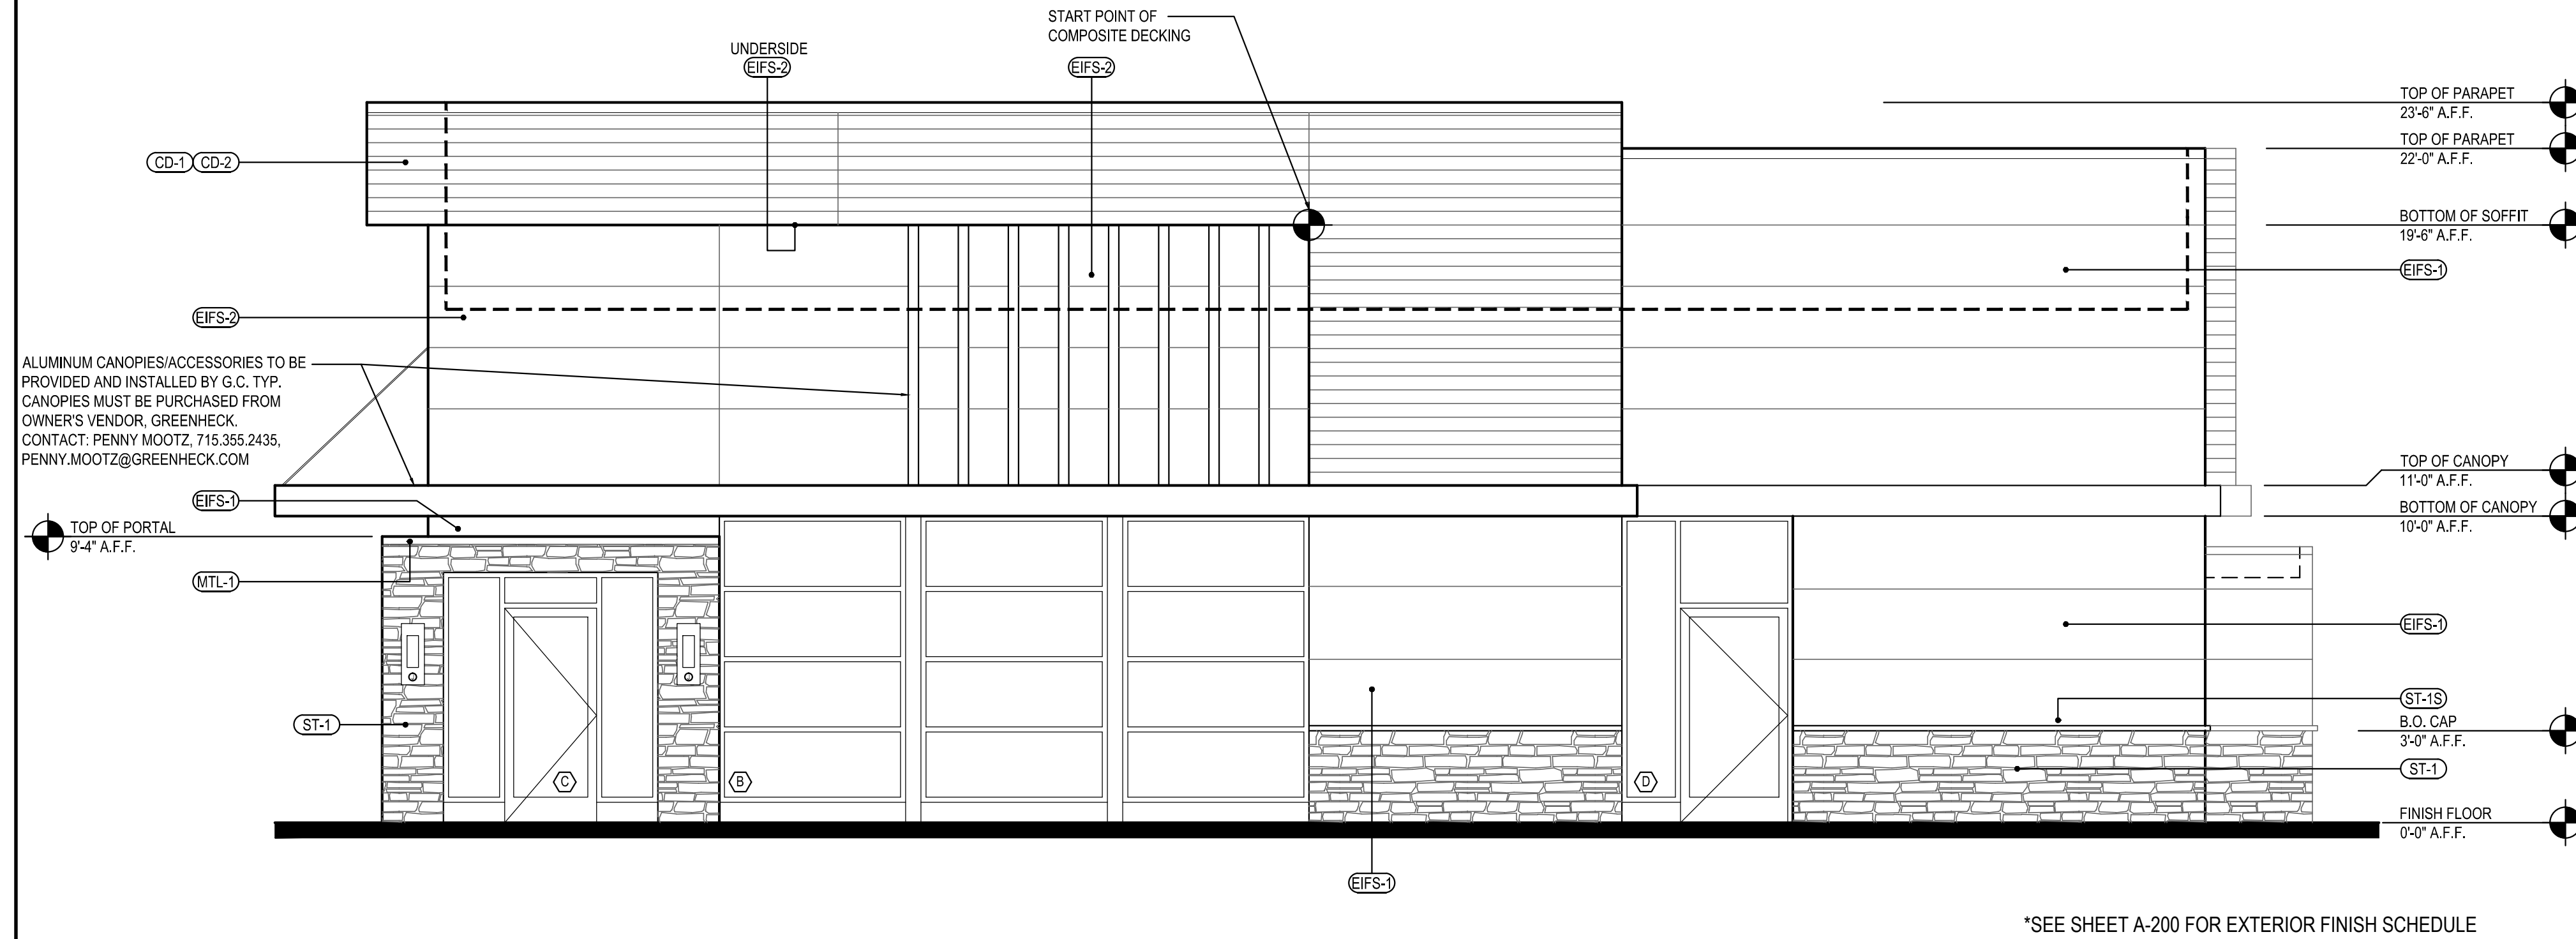 START POINT OF
COMPOSITE DECKING
UNDERSIDE
EIFS-2
EIFS-2
TOP OF PARAPET
23'-6" A.F.F.
TOP OF PARAPET
22'-0" A.F.F.
CD-1 CD-2
BOTTOM OF SOFFIT
19'-6" A.F.F.
EIFS-1
EIFS-2
ALUMINUM CANOPIES/ACCESSORIES TO BE
PROVIDED AND INSTALLED BY G.C. TYP.
CANOPIES MUST BE PURCHASED FROM
OWNER'S VENDOR, GREENHECK.
CONTACT: PENNY MOOTZ, 715.355.2435,
PENNY.MOOTZ@GREENHECK.COM
TOP OF CANOPY
11'-0" A.F.F.
EIFS-1
BOTTOM OF CANOPY
10'-0" A.F.F.
TOP OF PORTAL
9'-4" A.F.F.
MTL-1
EIFS-1
ST-1S
ST-1
B.O. CAP
3'-0" A.F.F.
ST-1
C
B
D
FINISH FLOOR
0'-0" A.F.F.
EIFS-1
*SEE SHEET A-200 FOR EXTERIOR FINISH SCHEDULE